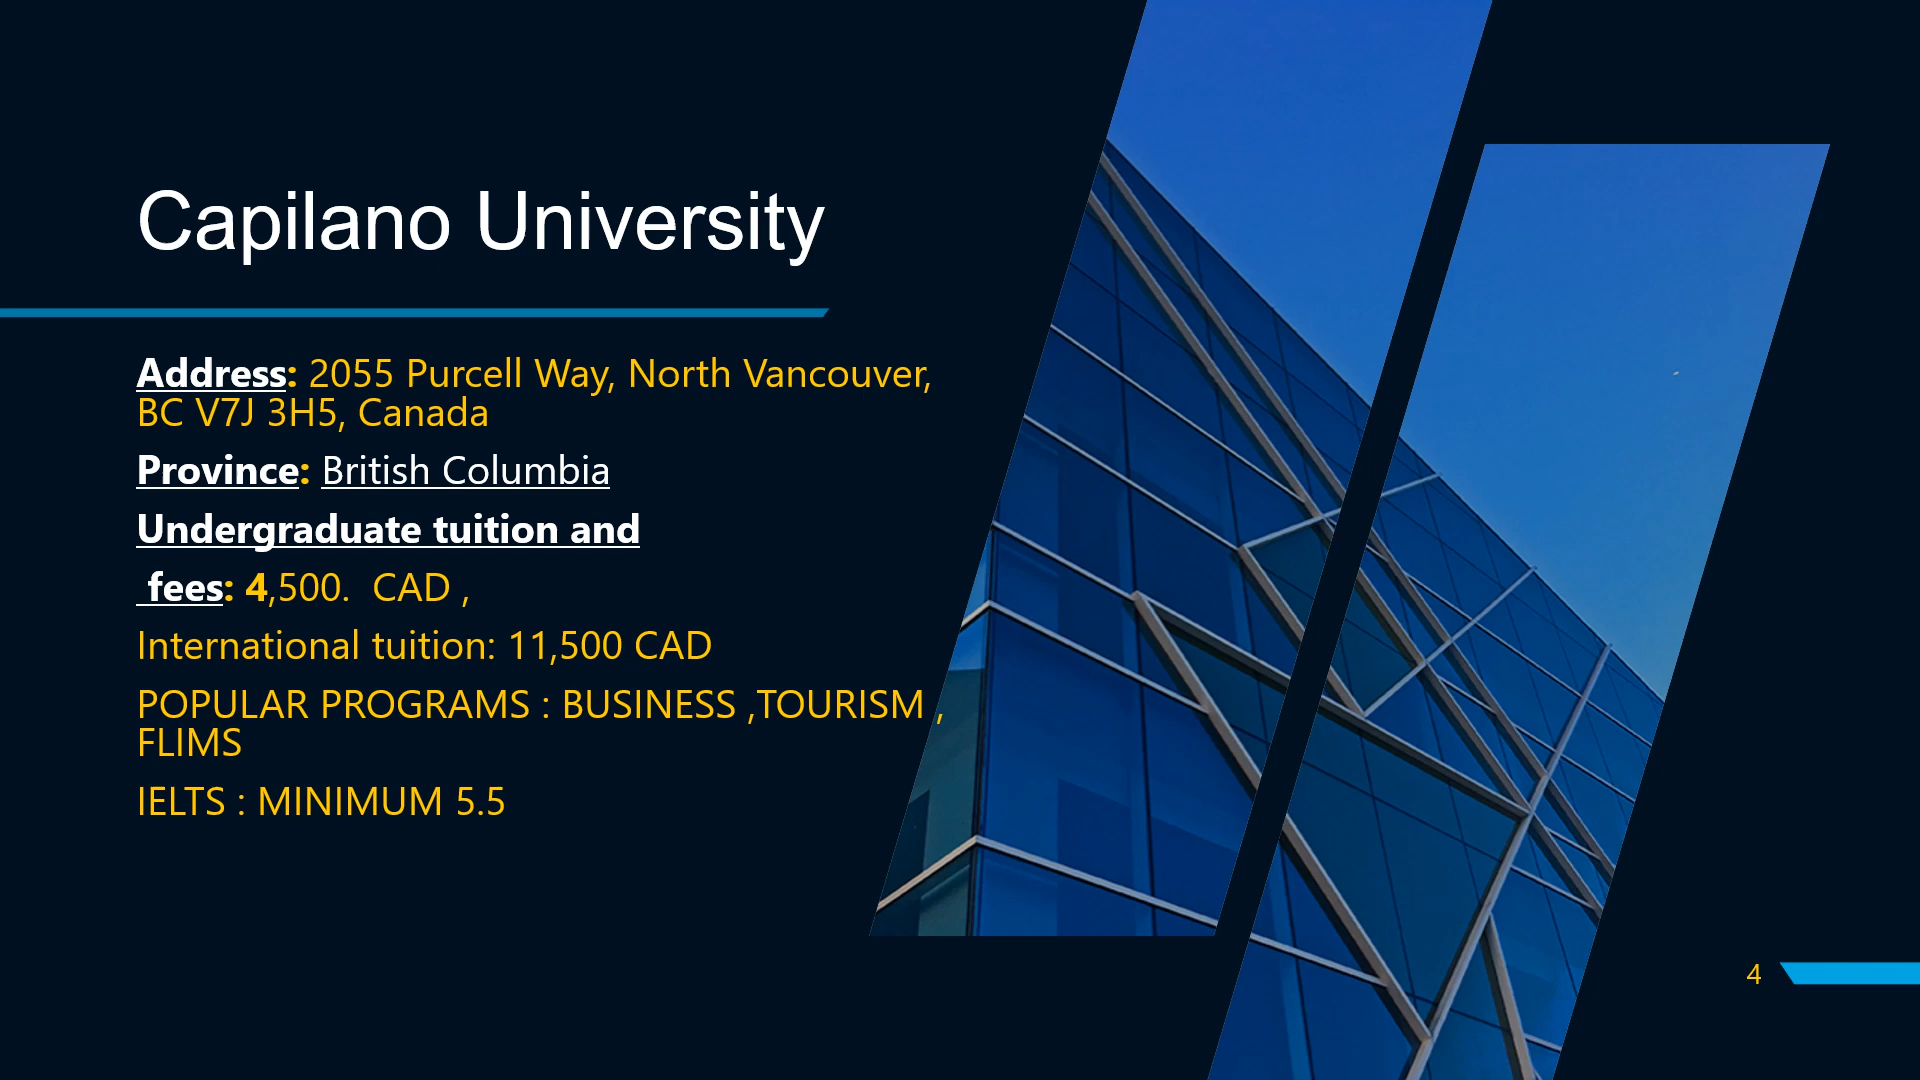 Capilano University
Address: 2055 Purcell Way, North Vancouver,
BC V7J 3H5, Canada
Province: British Columbia
Undergraduate tuition and
fees: 4,500.  CAD ,
International tuition: 11,500 CAD
POPULAR PROGRAMS : BUSINESS ,TOURISM ,
FLIMS
IELTS : MINIMUM 5.5
4